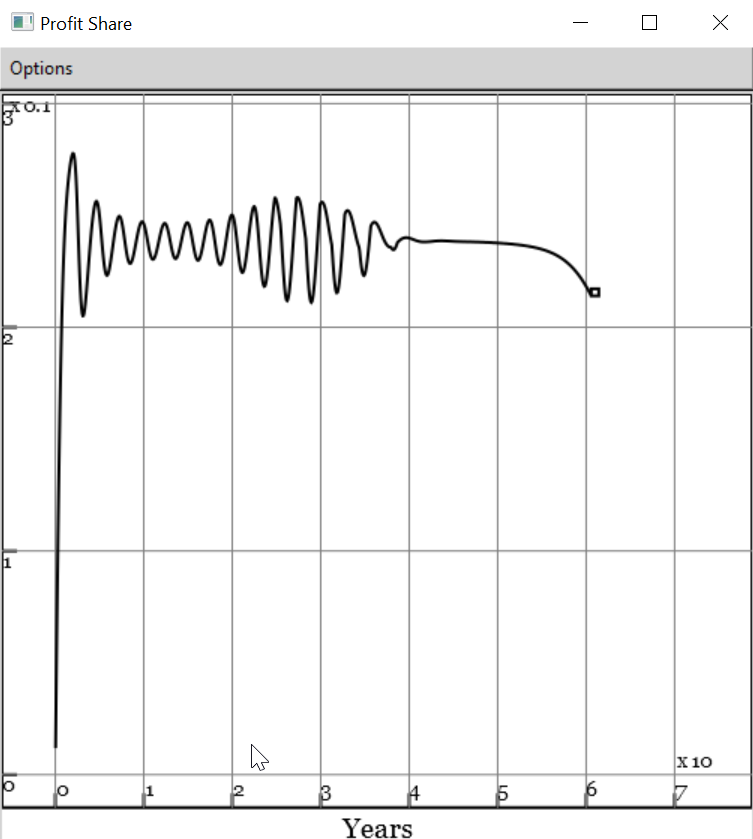 Profit Share
Options
x 0.1
3
2
1
0
x 10
0 1 2 3 4 5 6 7
Years